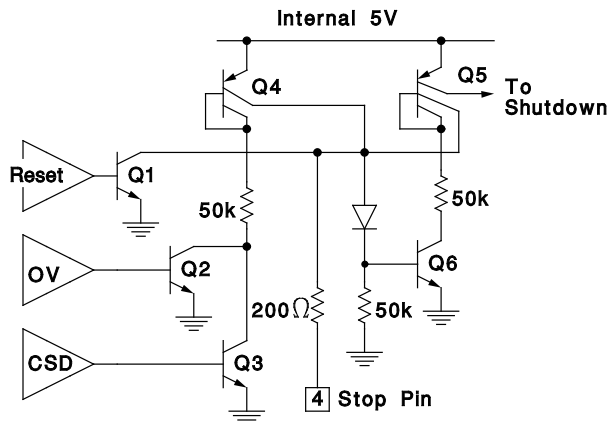 Internal 5V
Q4
Q5
To
Shutdown
Reset
Q1
50k
50k
OV
Q2
Q6
200Ω
50k
CSD
Q3
4 Stop Pin